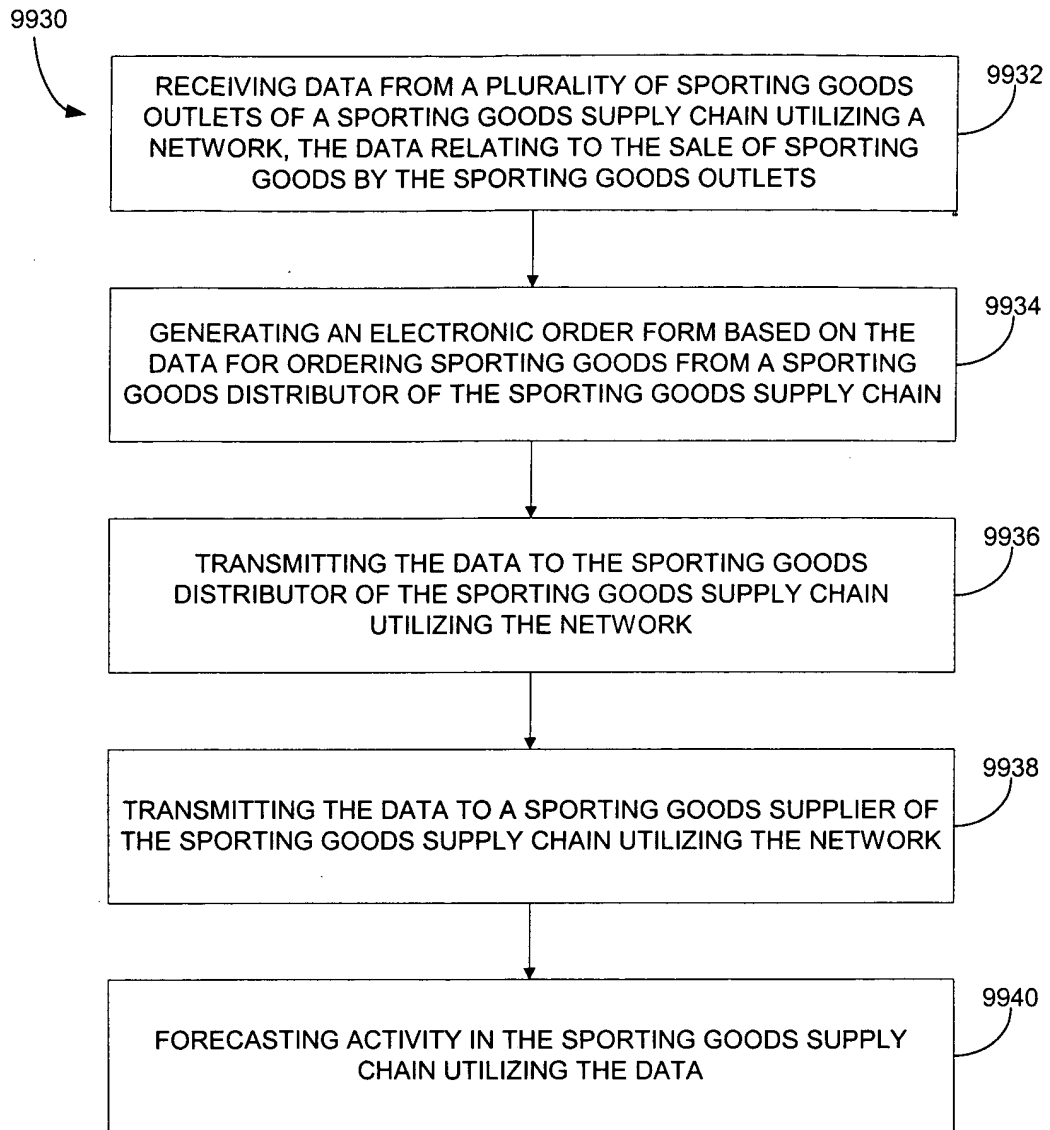 9930
RECEIVING DATA FROM A PLURALITY OF SPORTING GOODS
OUTLETS OF A SPORTING GOODS SUPPLY CHAIN UTILIZING A
NETWORK, THE DATA RELATING TO THE SALE OF SPORTING
GOODS BY THE SPORTING GOODS OUTLETS
9932
GENERATING AN ELECTRONIC ORDER FORM BASED ON THE
DATA FOR ORDERING SPORTING GOODS FROM A SPORTING
GOODS DISTRIBUTOR OF THE SPORTING GOODS SUPPLY CHAIN
9934
TRANSMITTING THE DATA TO THE SPORTING GOODS
DISTRIBUTOR OF THE SPORTING GOODS SUPPLY CHAIN
UTILIZING THE NETWORK
9936
TRANSMITTING THE DATA TO A SPORTING GOODS SUPPLIER OF
THE SPORTING GOODS SUPPLY CHAIN UTILIZING THE NETWORK
9938
FORECASTING ACTIVITY IN THE SPORTING GOODS SUPPLY
CHAIN UTILIZING THE DATA
9940